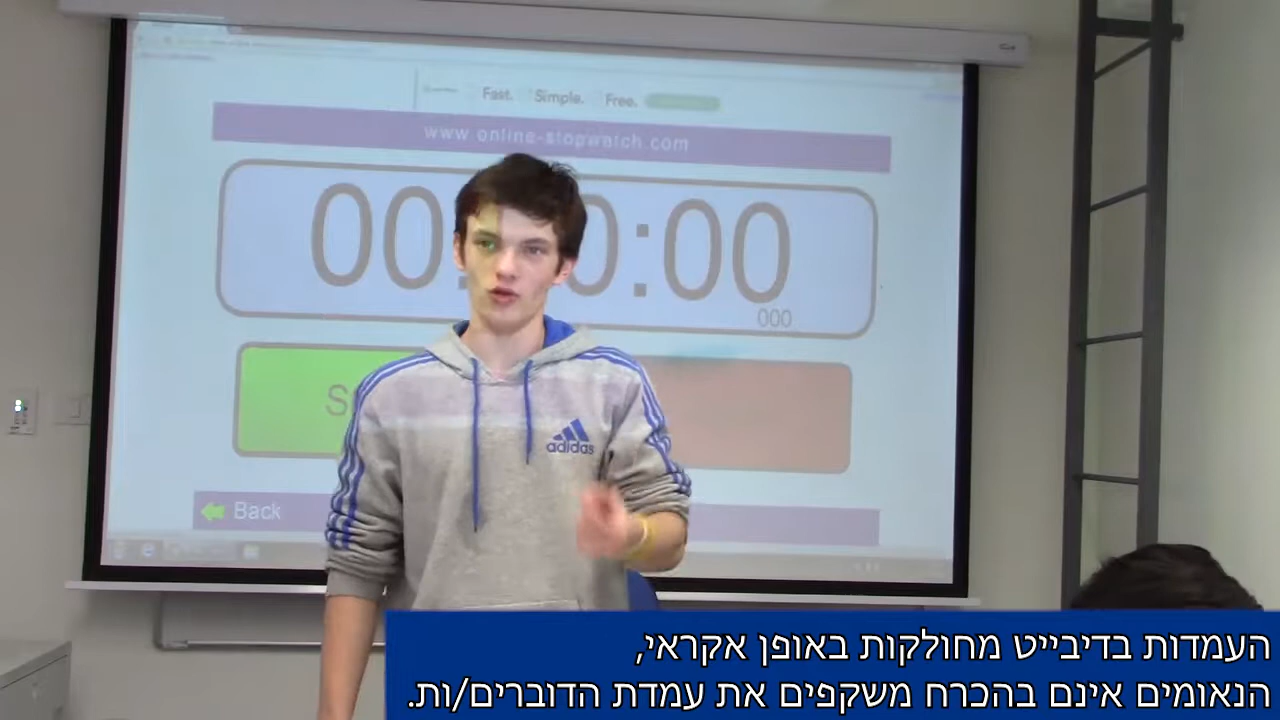 Fast. Simple. Free.
www online-stopwatch com
00:00
000
adidas
Back
העמדות בדיבייט מחולקות באופן אקראי,
הנאומים אינם בהכרח משקפים את עמדת הדוברים/ות.